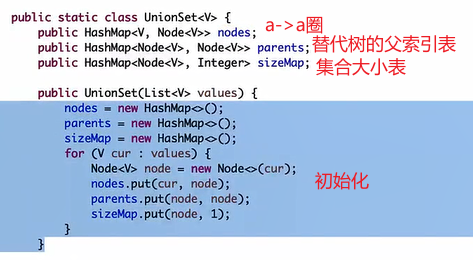 public static class UnionSet<V> {
public HashMap<V, Node<V>> nodes; a->a圈
public HashMap<Node<V>, Node<V>> parents; 替代树的父索引表
public HashMap<Node<V>, Integer> sizeMap; 集合大小表
public UnionSet(List<V> values) {
nodes = new HashMap<>();
parents = new HashMap<>();
sizeMap = new HashMap<>();
for (V cur : values) {
Node<V> node = new Node<>(cur);
nodes.put(cur, node); 初始化
parents.put(node, node);
sizeMap.put(node, 1);
}
}